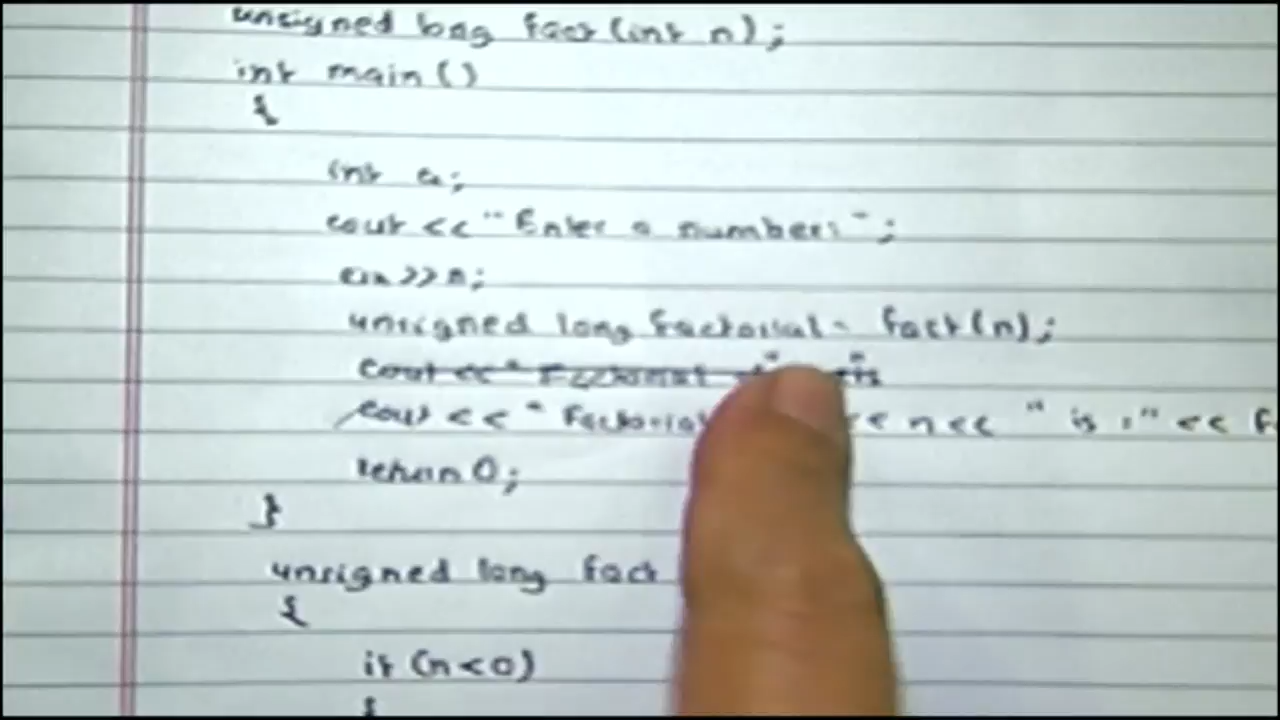 unsigned long fact(int n);
int main()
{
int n;
cout << "Enter a number:";
cin >> n;
unsigned long factorial = fact(n);
cout << "
cout << " Factorial << n << " is :" << f
return 0;
}
unsigned long fact
{
if (n<0)
{